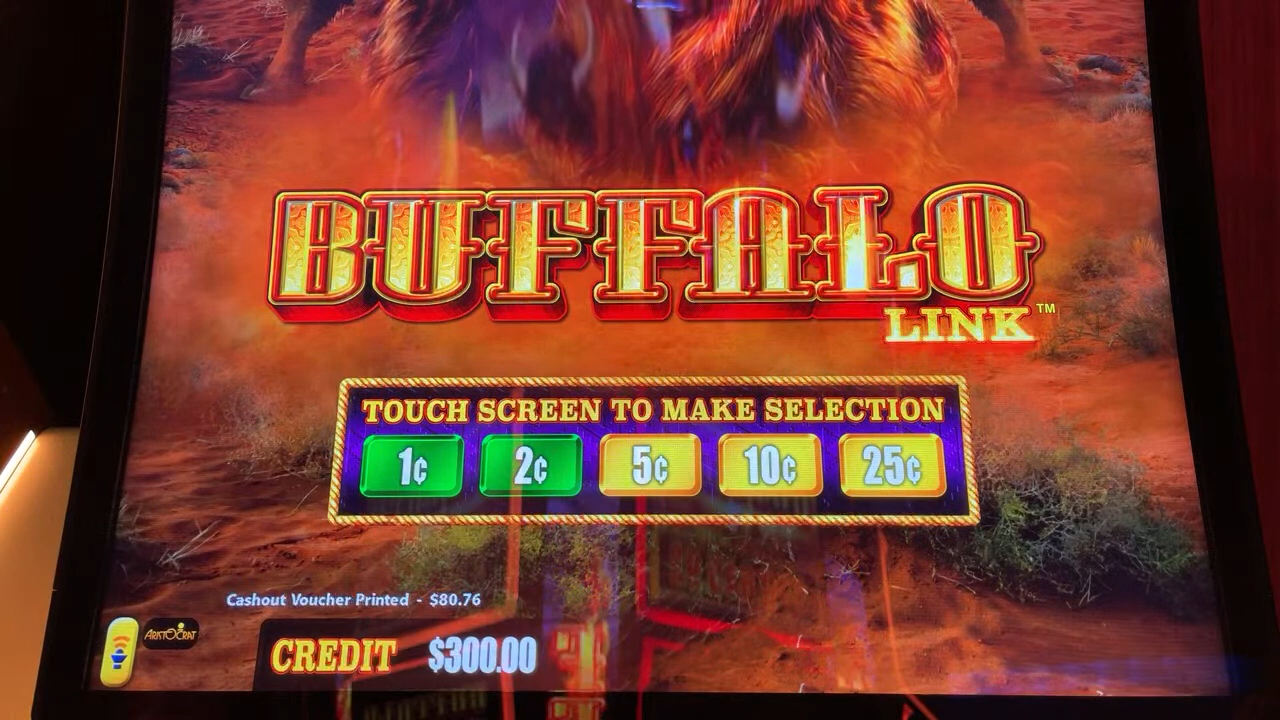 BUFFALO
LINK™
TOUCH SCREEN TO MAKE SELECTION
1¢ 2¢ 5¢ 10¢ 25¢
Cashout Voucher Printed - $80.76
ARISTOCRAT
CREDIT $300.00